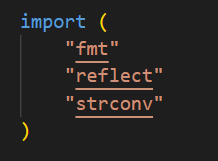 import (
    "fmt"
    "reflect"
    "strconv"
)